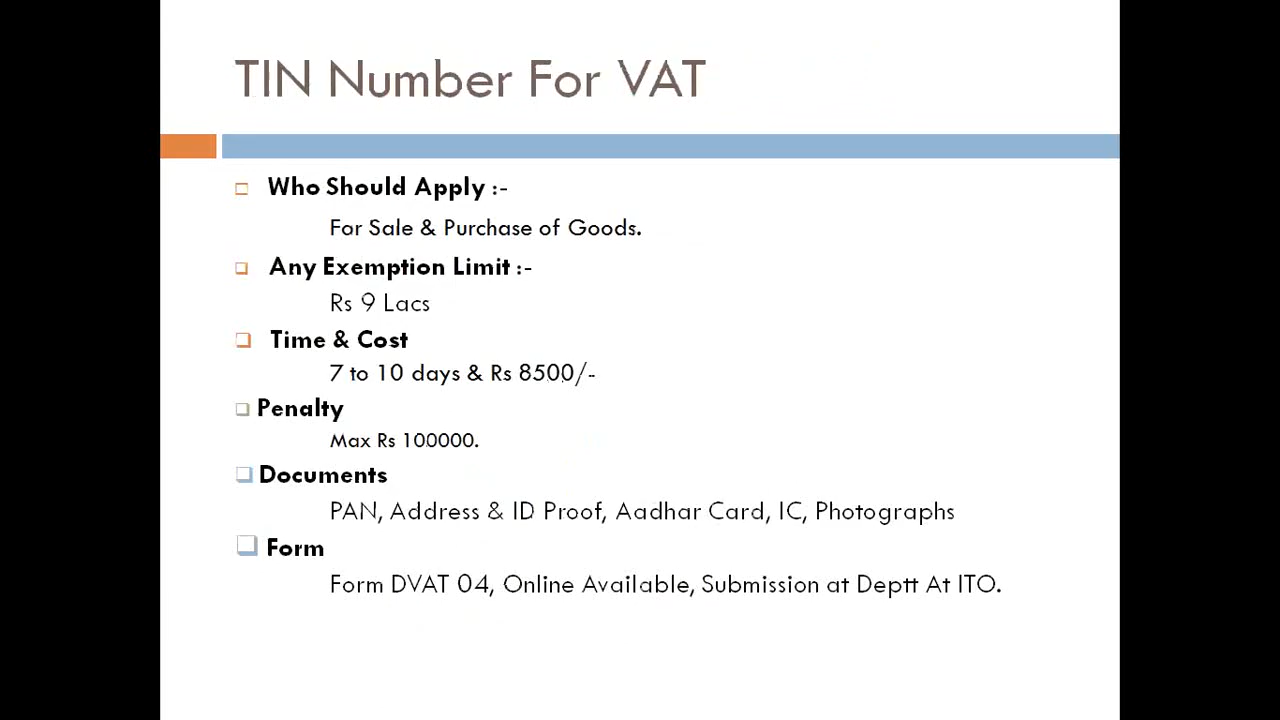 TIN Number For VAT
Who Should Apply :-
For Sale & Purchase of Goods.
Any Exemption Limit :-
Rs 9 Lacs
Time & Cost
7 to 10 days & Rs 8500/-
Penalty
Max Rs 100000.
Documents
PAN, Address & ID Proof, Aadhar Card, IC, Photographs
Form
Form DVAT 04, Online Available, Submission at Deptt At ITO.